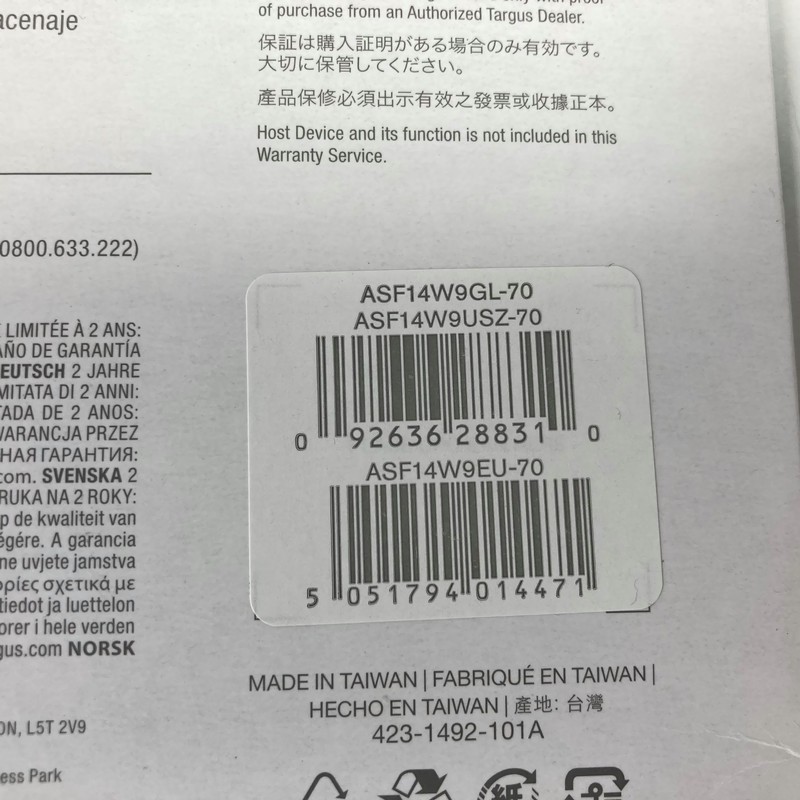 acenaje
0800.633.222)
LIMITÉE À 2 ANS:
AÑO DE GARANTÍA
EUTSCH 2 JAHRE
MITATA DI 2 ANNI:
TADA DE 2 ANOS:
WARANCJA PRZEZ
НАЯ ГАРАНТИЯ:
com. SVENSKA 2
RUKA NA 2 ROKY:
p de kwaliteit van
égére. A garancia
ne uvjete jamstva
ορίες σχετικά με
tiedot ja luettelon
orer i hele verden
gus.com NORSK
ON, L5T 2V9
ess Park
of purchase from an Authorized Targus Dealer.
保証は購入証明がある場合のみ有効です。
大切に保管してください。
產品保修必須出示有效之發票或收據正本。
Host Device and its function is not included in this
Warranty Service.
ASF14W9GL-70
ASF14W9USZ-70
0 92636 28831 0
ASF14W9EU-70
5 051794 014471
MADE IN TAIWAN | FABRIQUÉ EN TAIWAN |
HECHO EN TAIWAN | 產地: 台灣
423-1492-101A
紙